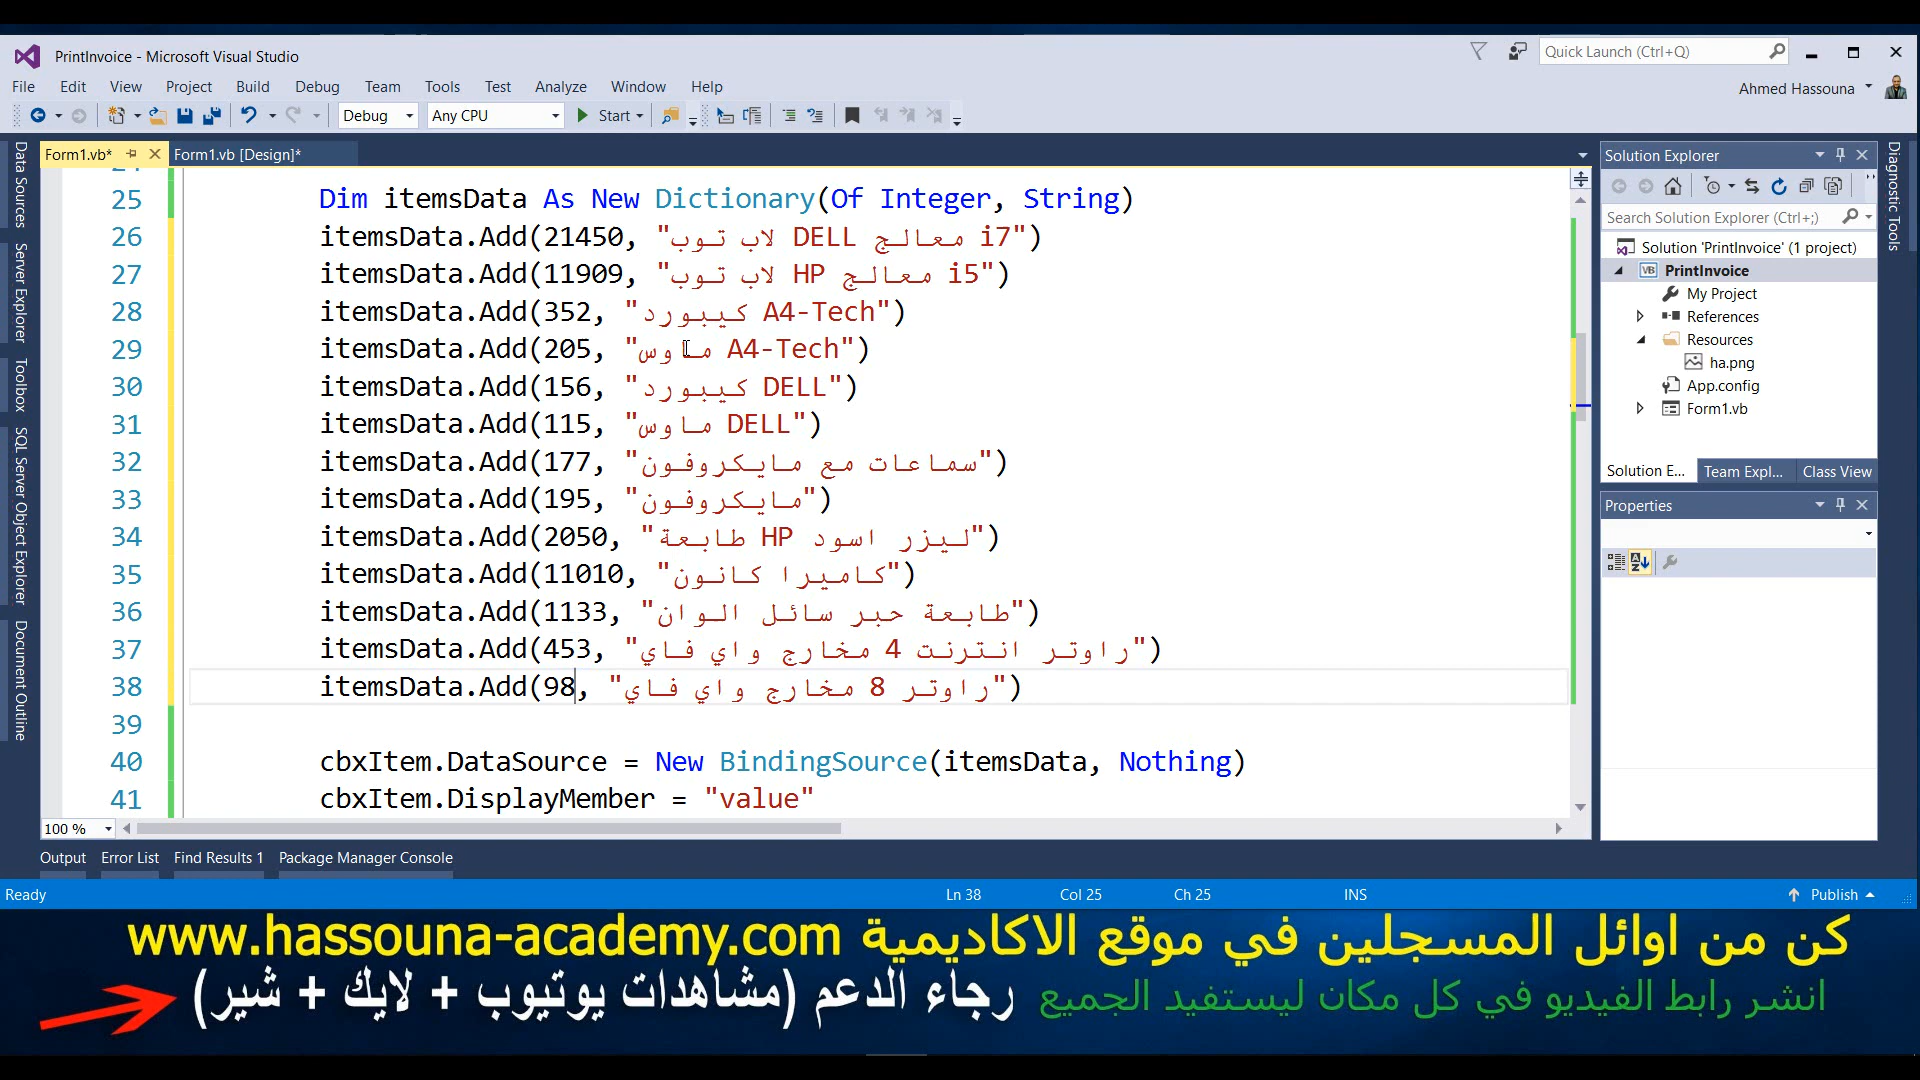 PrintInvoice - Microsoft Visual Studio
Quick Launch (Ctrl+Q)
File Edit View Project Build Debug Team Tools Test Analyze Window Help
Ahmed Hassouna
Debug Any CPU Start
Form1.vb* Form1.vb [Design]*
Data Sources
Server Explorer
Toolbox
SQL Server Object Explorer
Document Outline
25 Dim itemsData As New Dictionary(Of Integer, String)
26 itemsData.Add(21450, "لاب توب DELL معالج i7")
27 itemsData.Add(11909, "لاب توب HP معالج i5")
28 itemsData.Add(352, "كيبورد A4-Tech")
29 itemsData.Add(205, "ماوس A4-Tech")
30 itemsData.Add(156, "كيبورد DELL")
31 itemsData.Add(115, "ماوس DELL")
32 itemsData.Add(177, "سماعات مع مايكروفون")
33 itemsData.Add(195, "مايكروفون")
34 itemsData.Add(2050, "طابعة HP ليزر اسود")
35 itemsData.Add(11010, "كاميرا كانون")
36 itemsData.Add(1133, "طابعة حبر سائل الوان")
37 itemsData.Add(453, "راوتر انترنت 4 مخارج واي فاي")
38 itemsData.Add(98, "راوتر 8 مخارج واي فاي")
39
40 cbxItem.DataSource = New BindingSource(itemsData, Nothing)
41 cbxItem.DisplayMember = "value"
100 %
Solution Explorer
Search Solution Explorer (Ctrl+;)
Solution 'PrintInvoice' (1 project)
PrintInvoice
My Project
References
Resources
ha.png
App.config
Form1.vb
Solution E... Team Expl... Class View
Properties
Diagnostic Tools
Output Error List Find Results 1 Package Manager Console
Ready Ln 38 Col 25 Ch 25 INS Publish
كن من اوائل المسجلين في موقع الاكاديمية www.hassouna-academy.com
انشر رابط الفيديو في كل مكان ليستفيد الجميع رجاء الدعم (مشاهدات يوتيوب + لايك + شير)